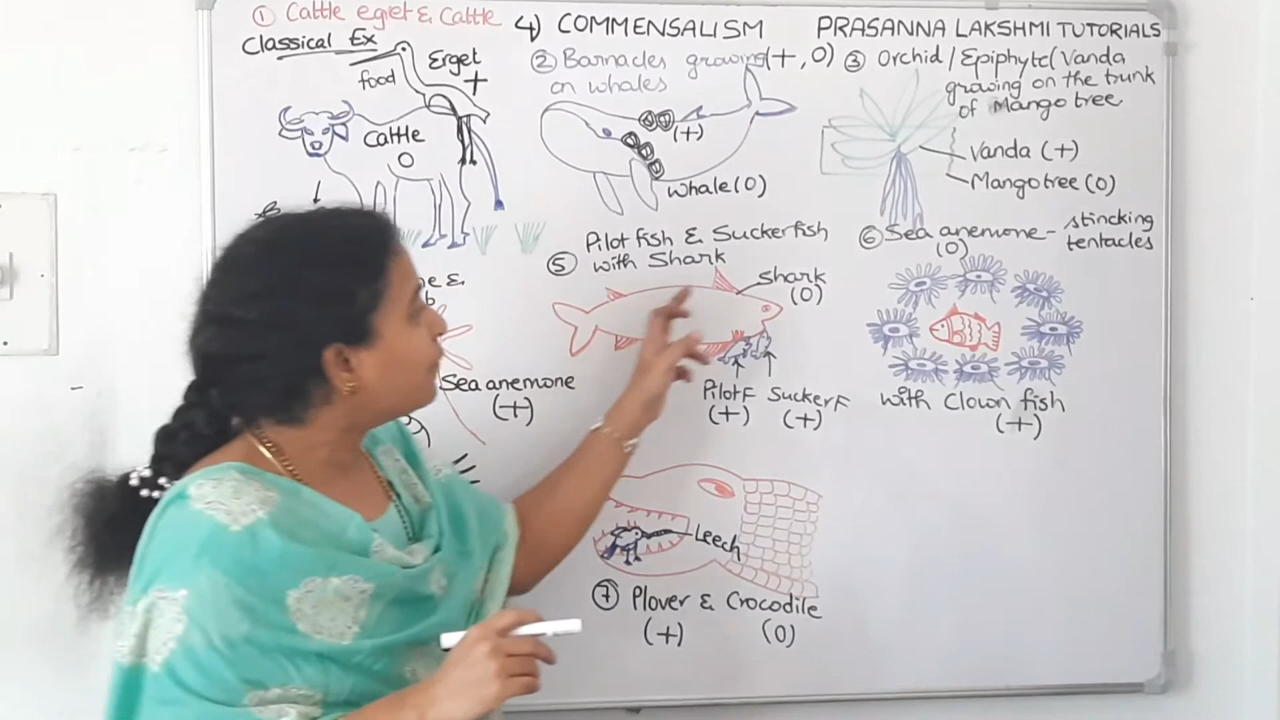 ① Cattle egret & Cattle
4) COMMENSALISM
PRASANNA LAKSHMI TUTORIALS
Classical Ex
food
Erget
+
Cattle
0
② Barnacles growing (+, 0)
on whales
(+)
whale (0)
③ Orchid / Epiphyte (Vanda
growing on the trunk
of Mango tree
Vanda (+)
Mango tree (0)
Sea anemone
(+)
⑤ Pilot fish & Suckerfish
with Shark
Shark
(0)
Pilot F Sucker F
(+) (+)
⑥ Sea anemone - stincking
tentacles
(0)
with Clown fish
(+)
Leech
⑦ Plover & Crocodile
(+) (0)